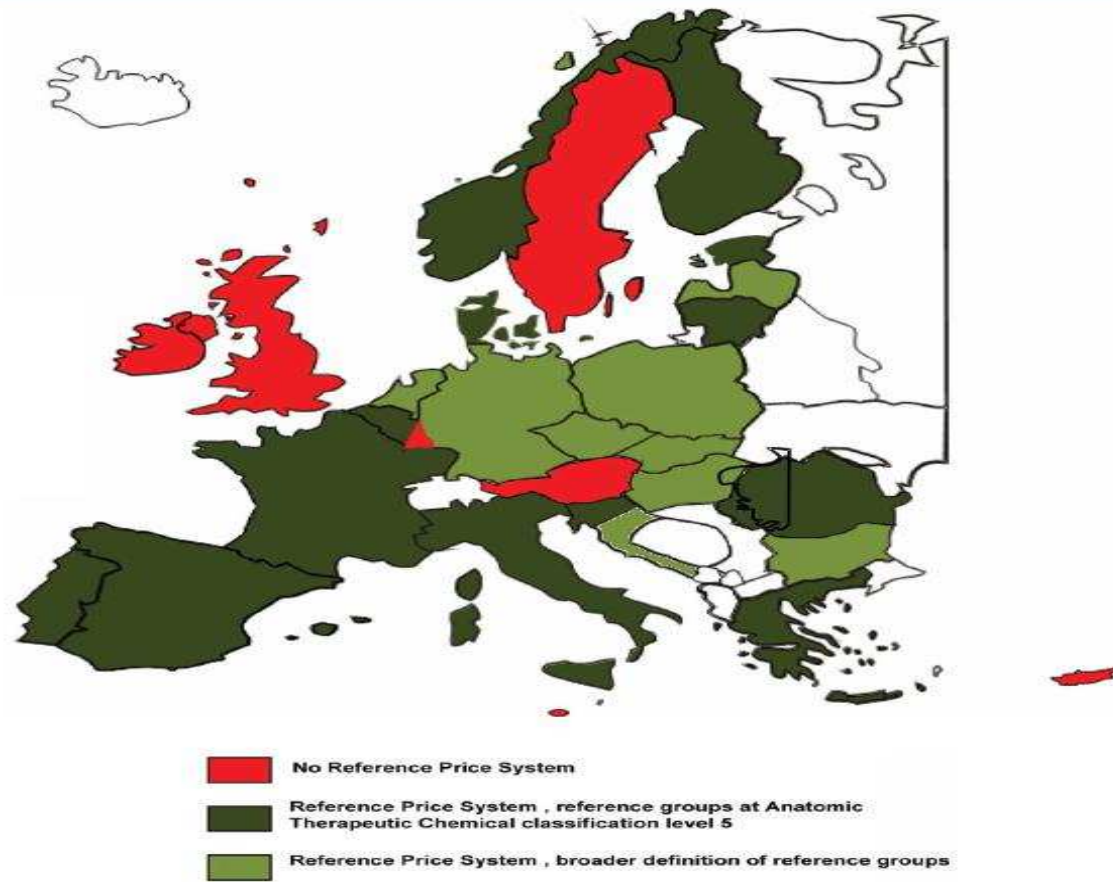 No Reference Price System
Reference Price System , reference groups at Anatomic
Therapeutic Chemical classification level 5
Reference Price System , broader definition of reference groups